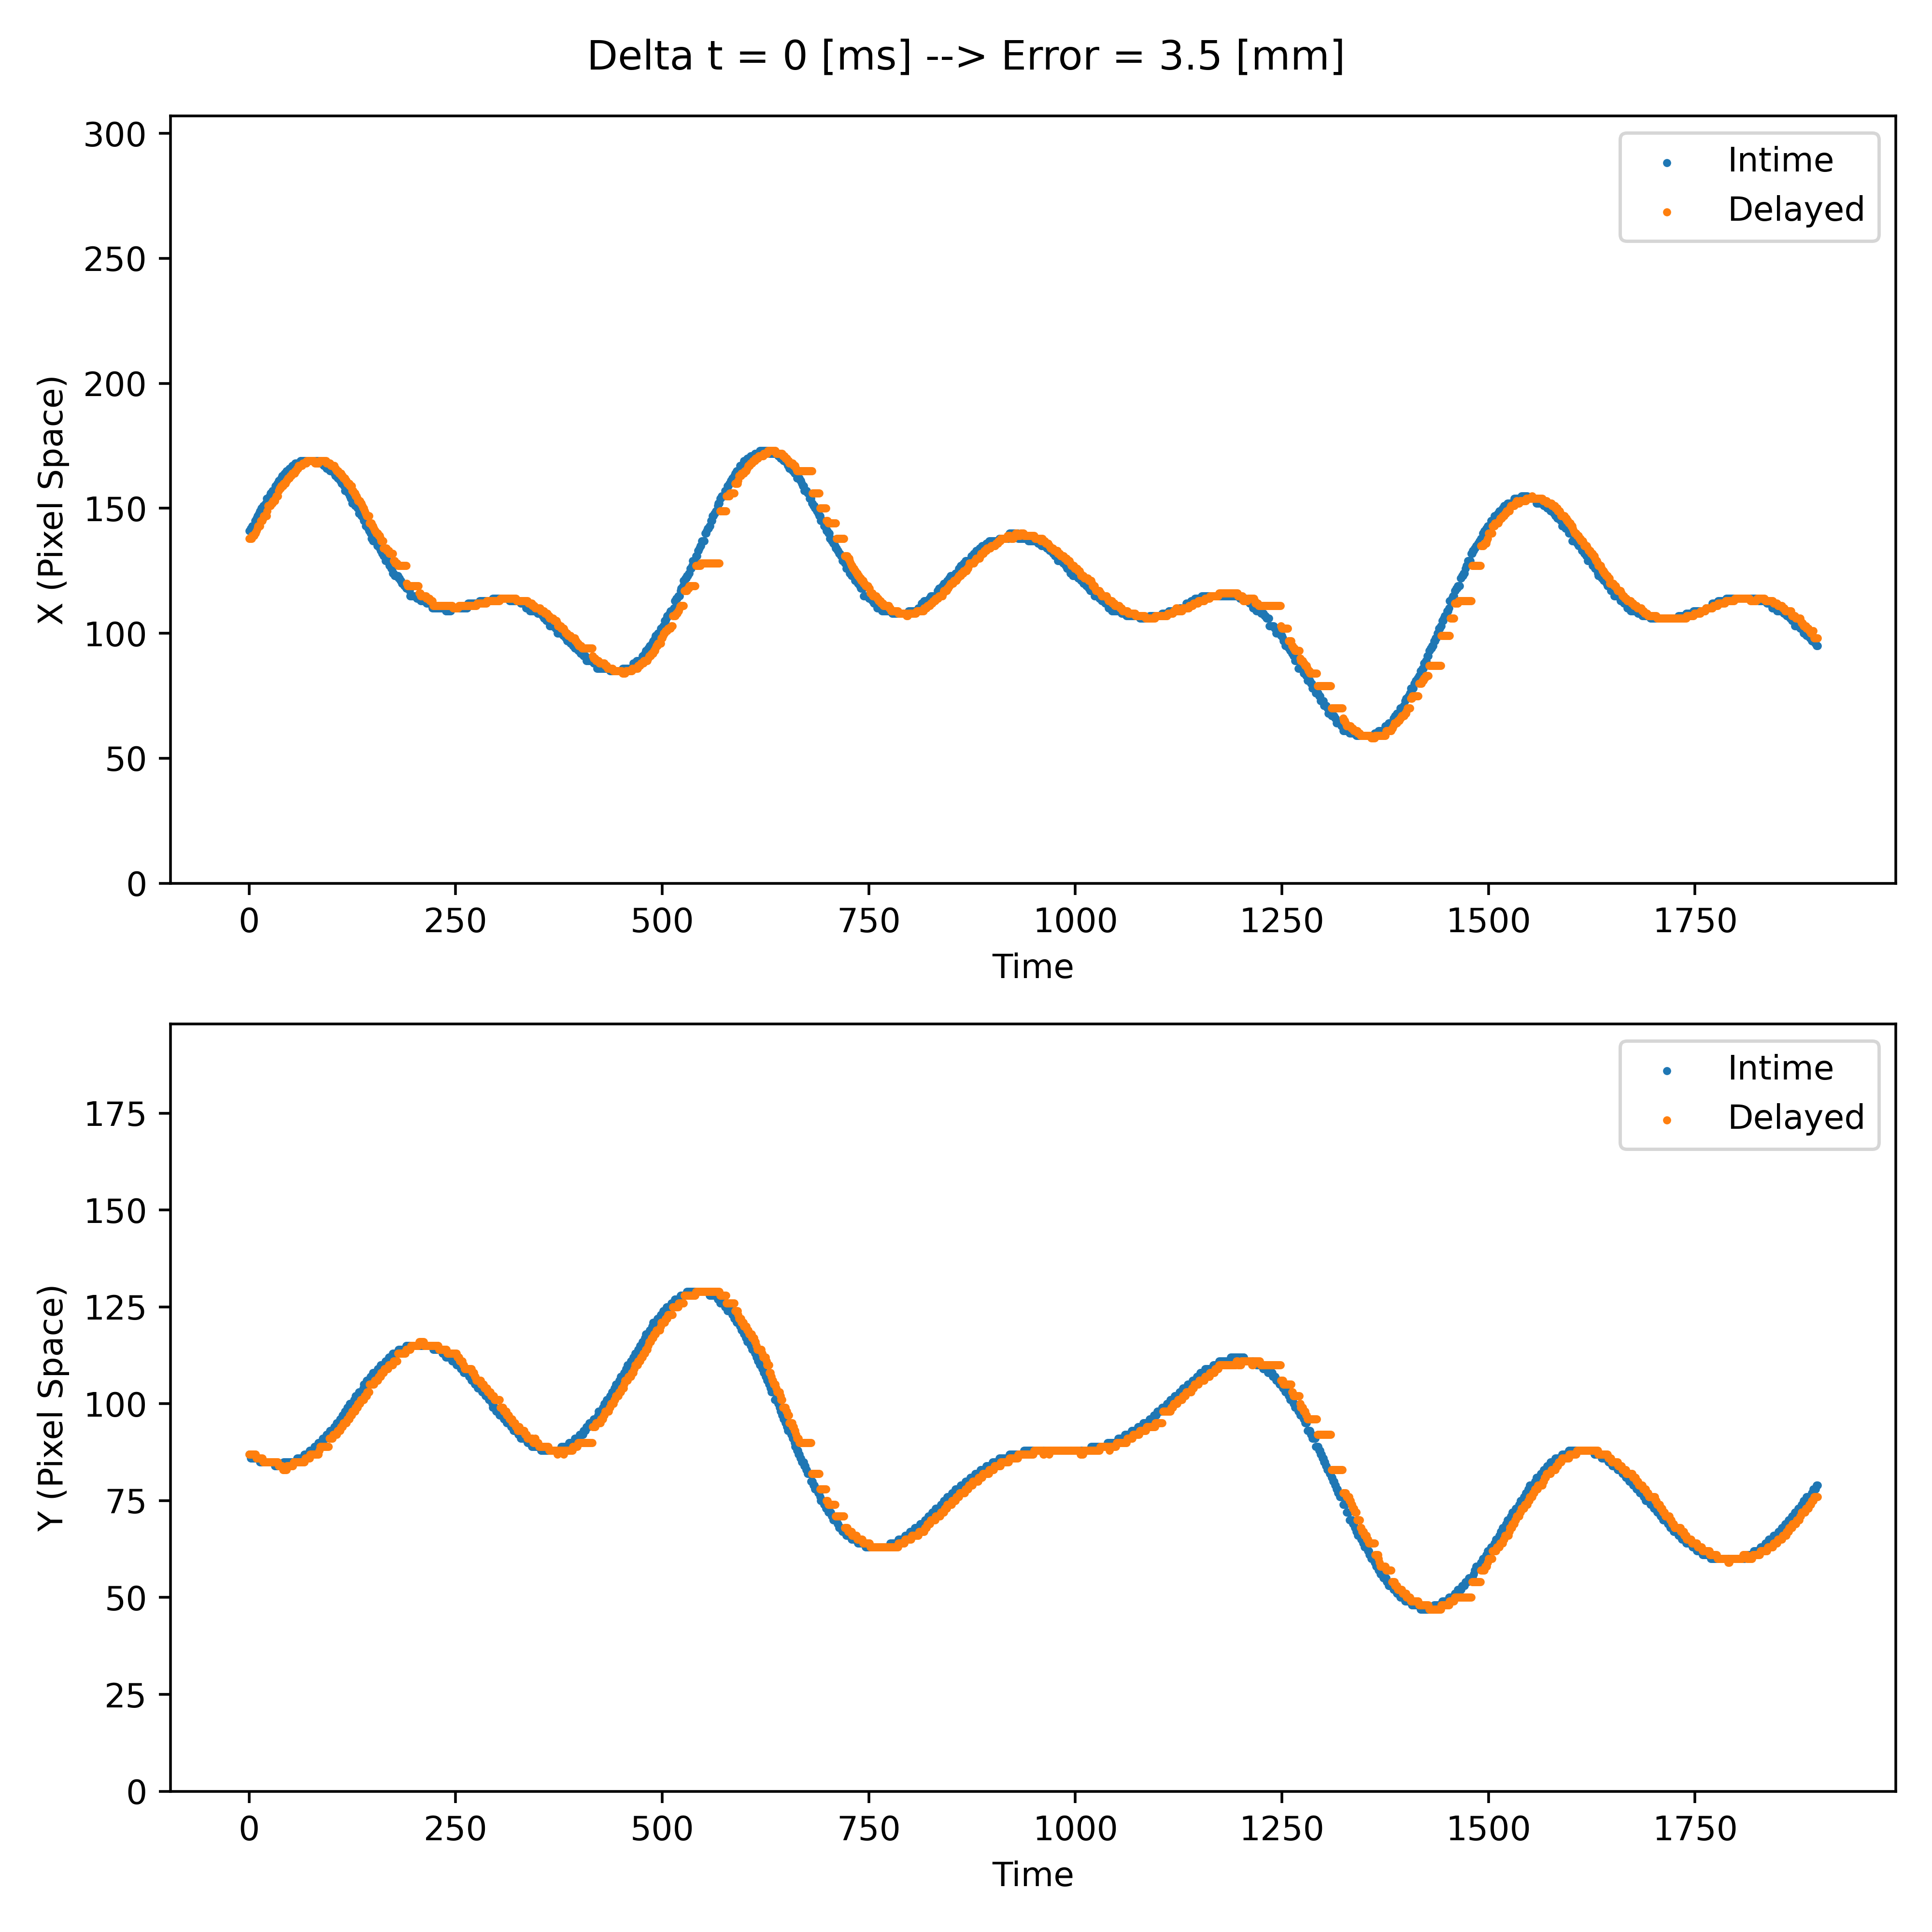 Delta t = 0 [ms] --> Error = 3.5 [mm]
300
250
200
150
100
50
0
X (Pixel Space)
Intime
Delayed
0 250 500 750 1000 1250 1500 1750
Time
175
150
125
100
75
50
25
0
Y (Pixel Space)
Intime
Delayed
0 250 500 750 1000 1250 1500 1750
Time